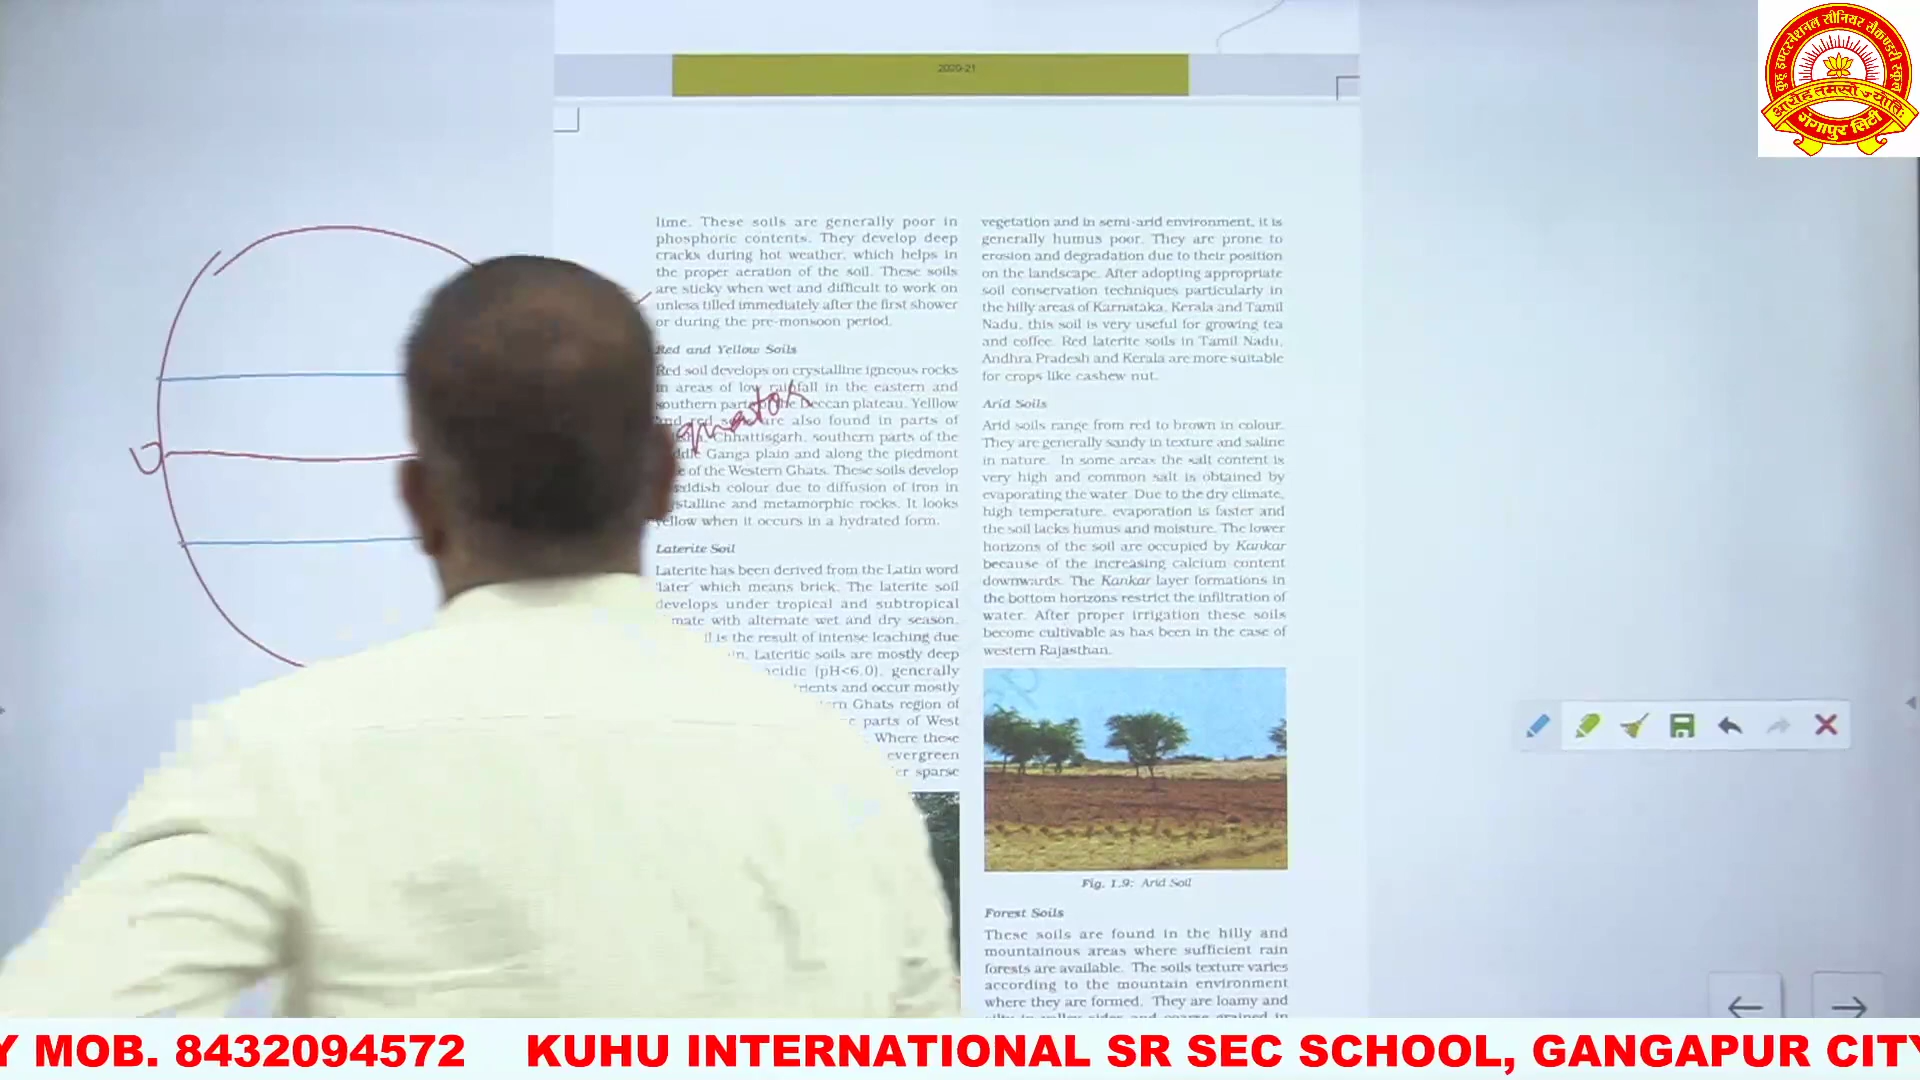 2020-21
कुहू इण्टरनेशनल सीनियर सैकण्डरी स्कूल
आरोह तमसो ज्योतिः
गंगापुर सिटी
lime. These soils are generally poor in
phosphoric contents. They develop deep
cracks during hot weather, which helps in
the proper aeration of the soil. These soils
are sticky when wet and difficult to work on
unless tilled immediately after the first shower
or during the pre-monsoon period.
Red and Yellow Soils
Red soil develops on crystalline igneous rocks
in areas of low rainfall in the eastern and
southern parts of the Deccan plateau. Yelllow
and red soils are also found in parts of
Chhattisgarh, southern parts of the
Ganga plain and along the piedmont
of the Western Ghats. These soils develop
reddish colour due to diffusion of iron in
crystalline and metamorphic rocks. It looks
yellow when it occurs in a hydrated form.
equator
0
Laterite Soil
Laterite has been derived from the Latin word
'later' which means brick. The laterite soil
develops under tropical and subtropical
climate with alternate wet and dry season.
is the result of intense leaching due
Lateritic soils are mostly deep
acidic (pH<6.0), generally
and occur mostly
Ghats region of
parts of West
Where these
evergreen
sparse
vegetation and in semi-arid environment, it is
generally humus poor. They are prone to
erosion and degradation due to their position
on the landscape. After adopting appropriate
soil conservation techniques particularly in
the hilly areas of Karnataka, Kerala and Tamil
Nadu, this soil is very useful for growing tea
and coffee. Red laterite soils in Tamil Nadu,
Andhra Pradesh and Kerala are more suitable
for crops like cashew nut.
Arid Soils
Arid soils range from red to brown in colour.
They are generally sandy in texture and saline
in nature. In some areas the salt content is
very high and common salt is obtained by
evaporating the water. Due to the dry climate,
high temperature, evaporation is faster and
the soil lacks humus and moisture. The lower
horizons of the soil are occupied by Kankar
because of the increasing calcium content
downwards. The Kankar layer formations in
the bottom horizons restrict the infiltration of
water. After proper irrigation these soils
become cultivable as has been in the case of
western Rajasthan.
Fig. 1.9: Arid Soil
Forest Soils
These soils are found in the hilly and
mountainous areas where sufficient rain
forests are available. The soils texture varies
according to the mountain environment
where they are formed. They are loamy and
Y MOB. 8432094572 KUHU INTERNATIONAL SR SEC SCHOOL, GANGAPUR CITY